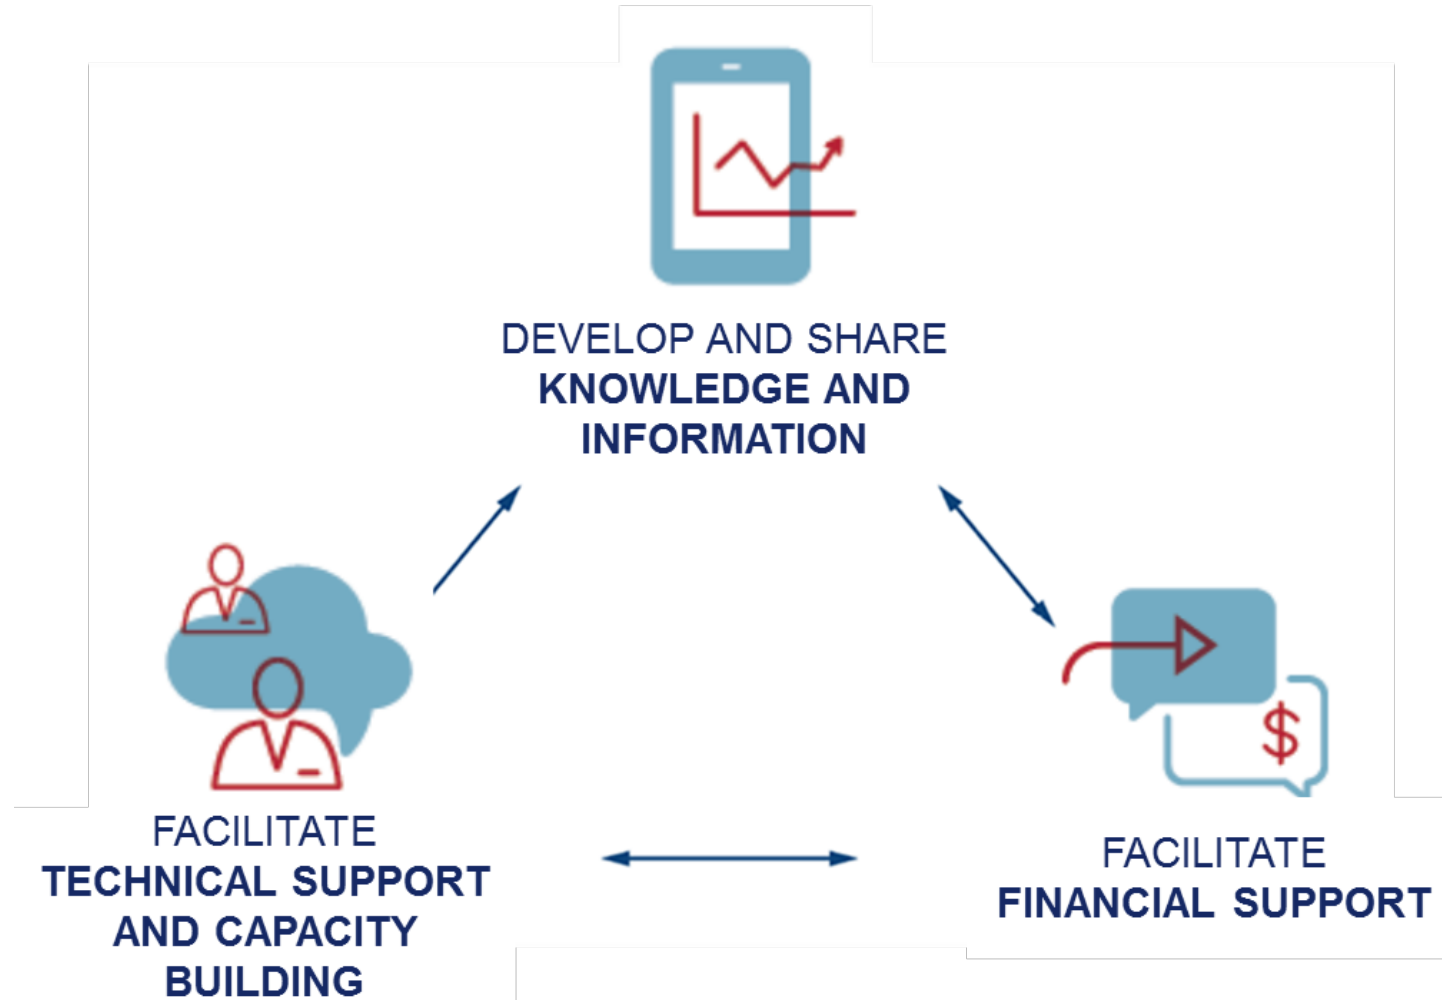 DEVELOP AND SHARE
KNOWLEDGE AND
INFORMATION
FACILITATE
TECHNICAL SUPPORT
AND CAPACITY
BUILDING
$
FACILITATE
FINANCIAL SUPPORT